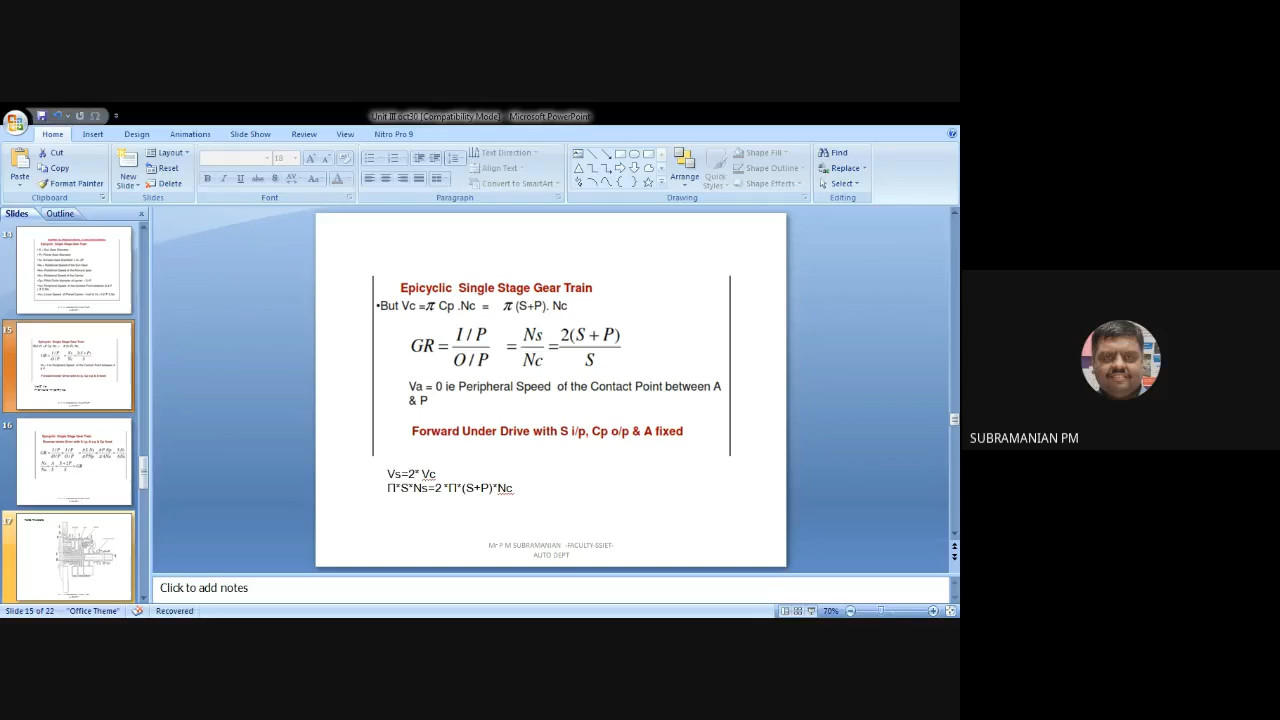 Unit III oct30 [Compatibility Mode] - Microsoft PowerPoint
Home Insert Design Animations Slide Show Review View Nitro Pro 9
Paste
Cut
Copy
Format Painter
Clipboard
New Slide
Layout
Reset
Delete
Slides
18
Font
Text Direction
Align Text
Convert to SmartArt
Paragraph
Arrange
Quick Styles
Shape Fill
Shape Outline
Shape Effects
Drawing
Find
Replace
Select
Editing
Slides Outline
14
15
16
17
Epicyclic Single Stage Gear Train
•But Vc =π Cp .Nc = π (S+P). Nc
GR = I / P / O / P = Ns / Nc = 2(S + P) / S
Va = 0 ie Peripheral Speed of the Contact Point between A
& P
Forward Under Drive with S i/p, Cp o/p & A fixed
Vs=2* Vc
Π*S*Ns=2 *Π*(S+P)*Nc
Mr P M SUBRAMANIAN -FACULTY-SSIET-
AUTO DEPT
Click to add notes
Slide 15 of 22 "Office Theme" Recovered 70%
SUBRAMANIAN PM